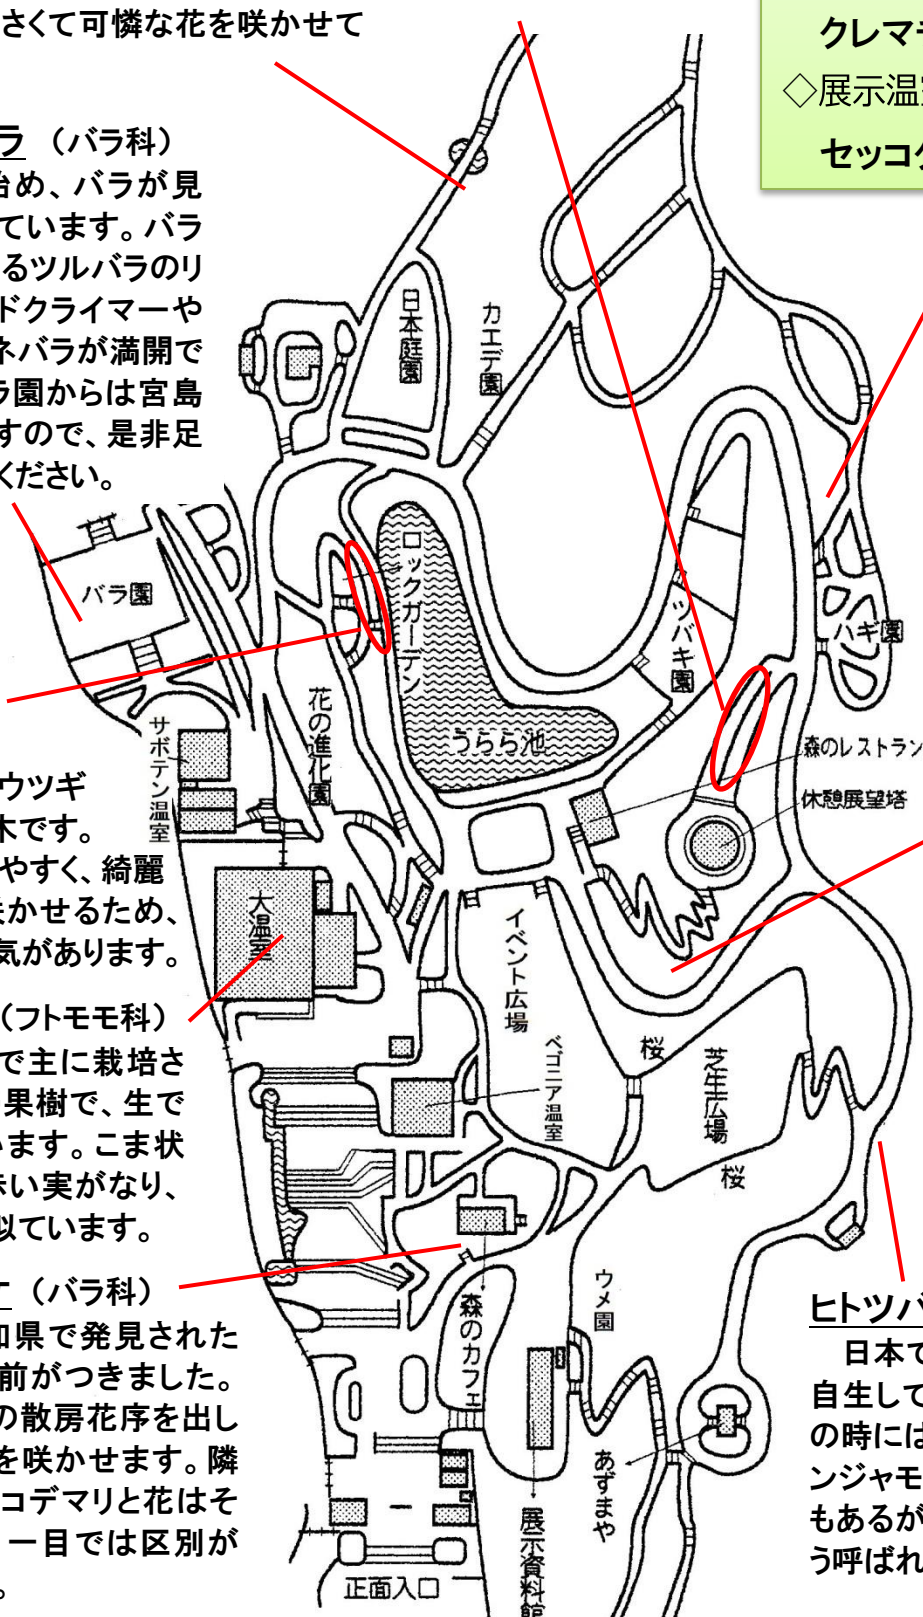 さくて可憐な花を咲かせて
クレマチ
◇展示温室
セッコク
ラ （バラ科）
始め、バラが見
ています。バラ
るツルバラのリ
ドクライマーや
ネバラが満開で
ラ園からは宮島
すので、是非足
ください。
日本庭園
カエデ園
バラ園
ロックガーデン
ツバキ園
ハギ園
うらら池
花の進化園
サボテン温室
森のレストラン
休憩展望塔
ウツギ
木です。
やすく、綺麗
咲かせるため、
気があります。
大温室
イベント広場
（フトモモ科）
で主に栽培さ
果樹で、生で
います。こま状
赤い実がなり、
似ています。
ベゴニア温室
桜
芝生広場
桜
（バラ科）
知県で発見された
前がつきました。
の散房花序を出し
を咲かせます。隣
コデマリと花はそ
一目では区別が
。
森のカフェ
ウメ園
あずまや
展示資料館
正面入口
ヒトツバ
日本で
自生して
の時には
ンジャモ
もあるが
う呼ばれ